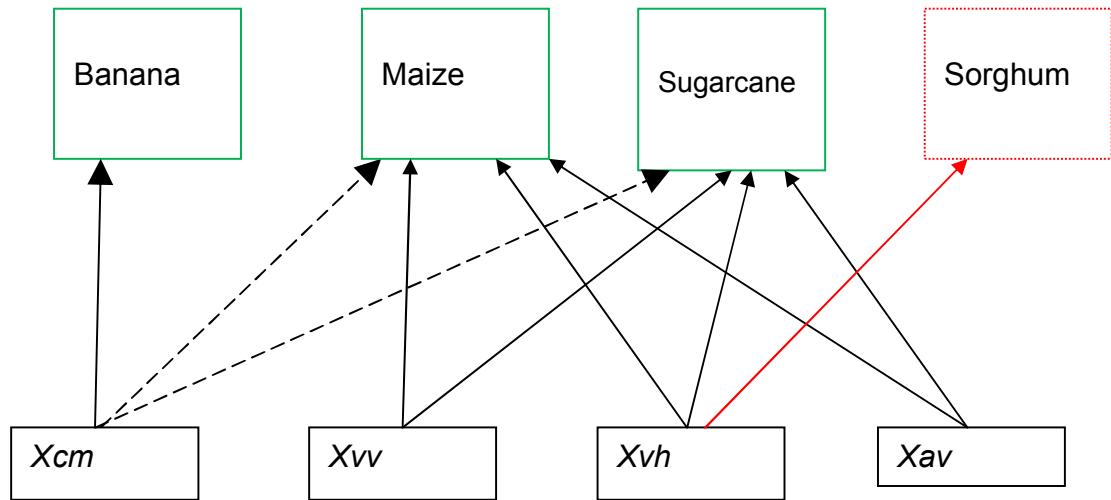 Banana
Maize
Sugarcane
Sorghum
Xcm
Xvv
Xvh
Xav